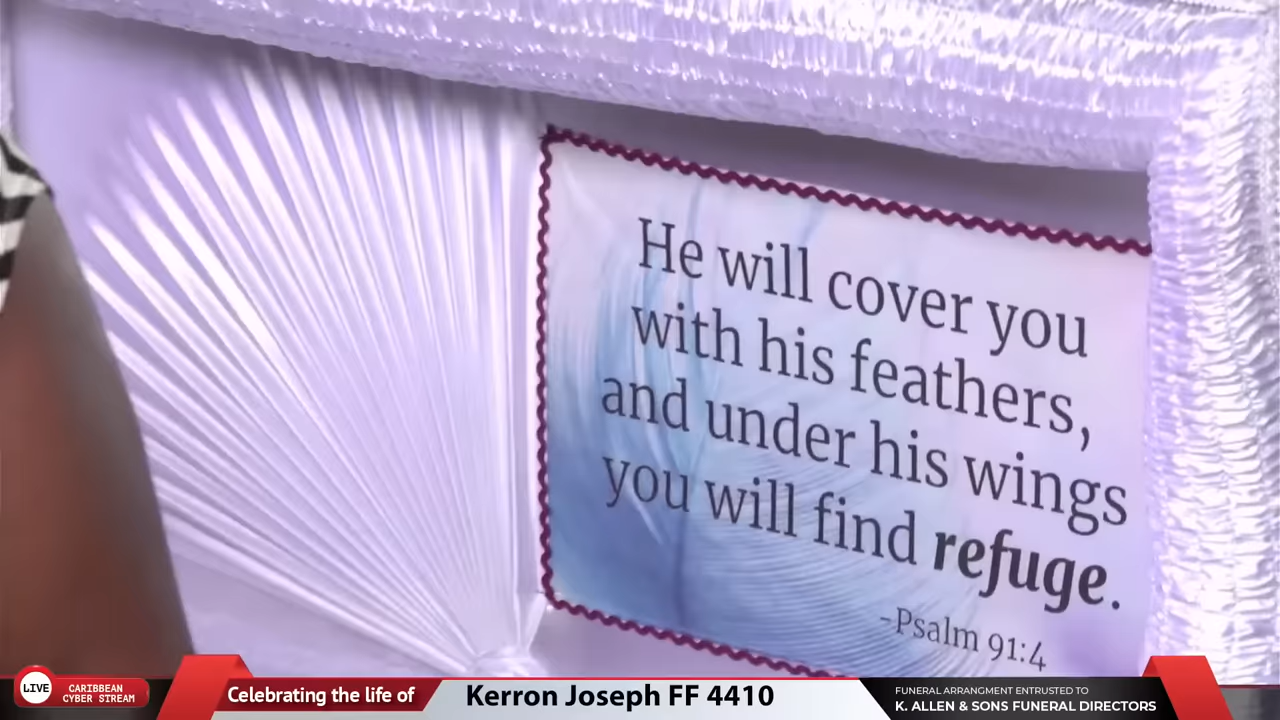 He will cover you
with his feathers,
and under his wings
you will find refuge.
-Psalm 91:4
LIVE
CARIBBEAN
CYBER STREAM
Celebrating the life of
Kerron Joseph FF 4410
FUNERAL ARRANGMENT ENTRUSTED TO
K. ALLEN & SONS FUNERAL DIRECTORS